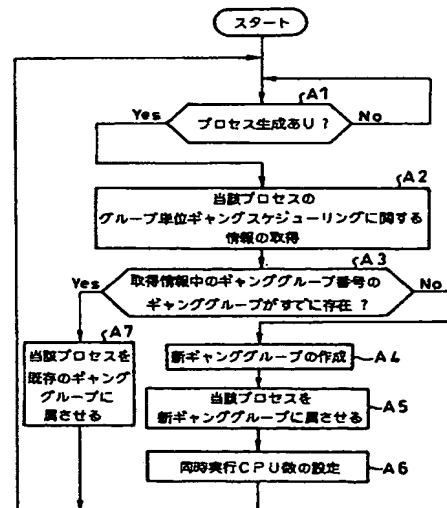 スタート
A1
Yes
プロセス生成あり?
No
A2
当該プロセスの
グループ単位ギャングスケジューリングに関する
情報の取得
A3
Yes
取得情報中のギャンググループ番号の
ギャンググループがすでに存在?
No
A7
当該プロセスを
既存のギャング
グループに
属させる
新ギャンググループの作成
A4
当該プロセスを
新ギャンググループに属させる
A5
同時実行CPU数の設定
A6